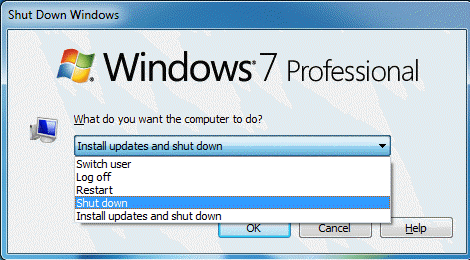 Shut Down Windows
Windows 7 Professional
What do you want the computer to do?
Install updates and shut down
Switch user
Log off
Restart
Shut down
Install updates and shut down
OK
Cancel
Help